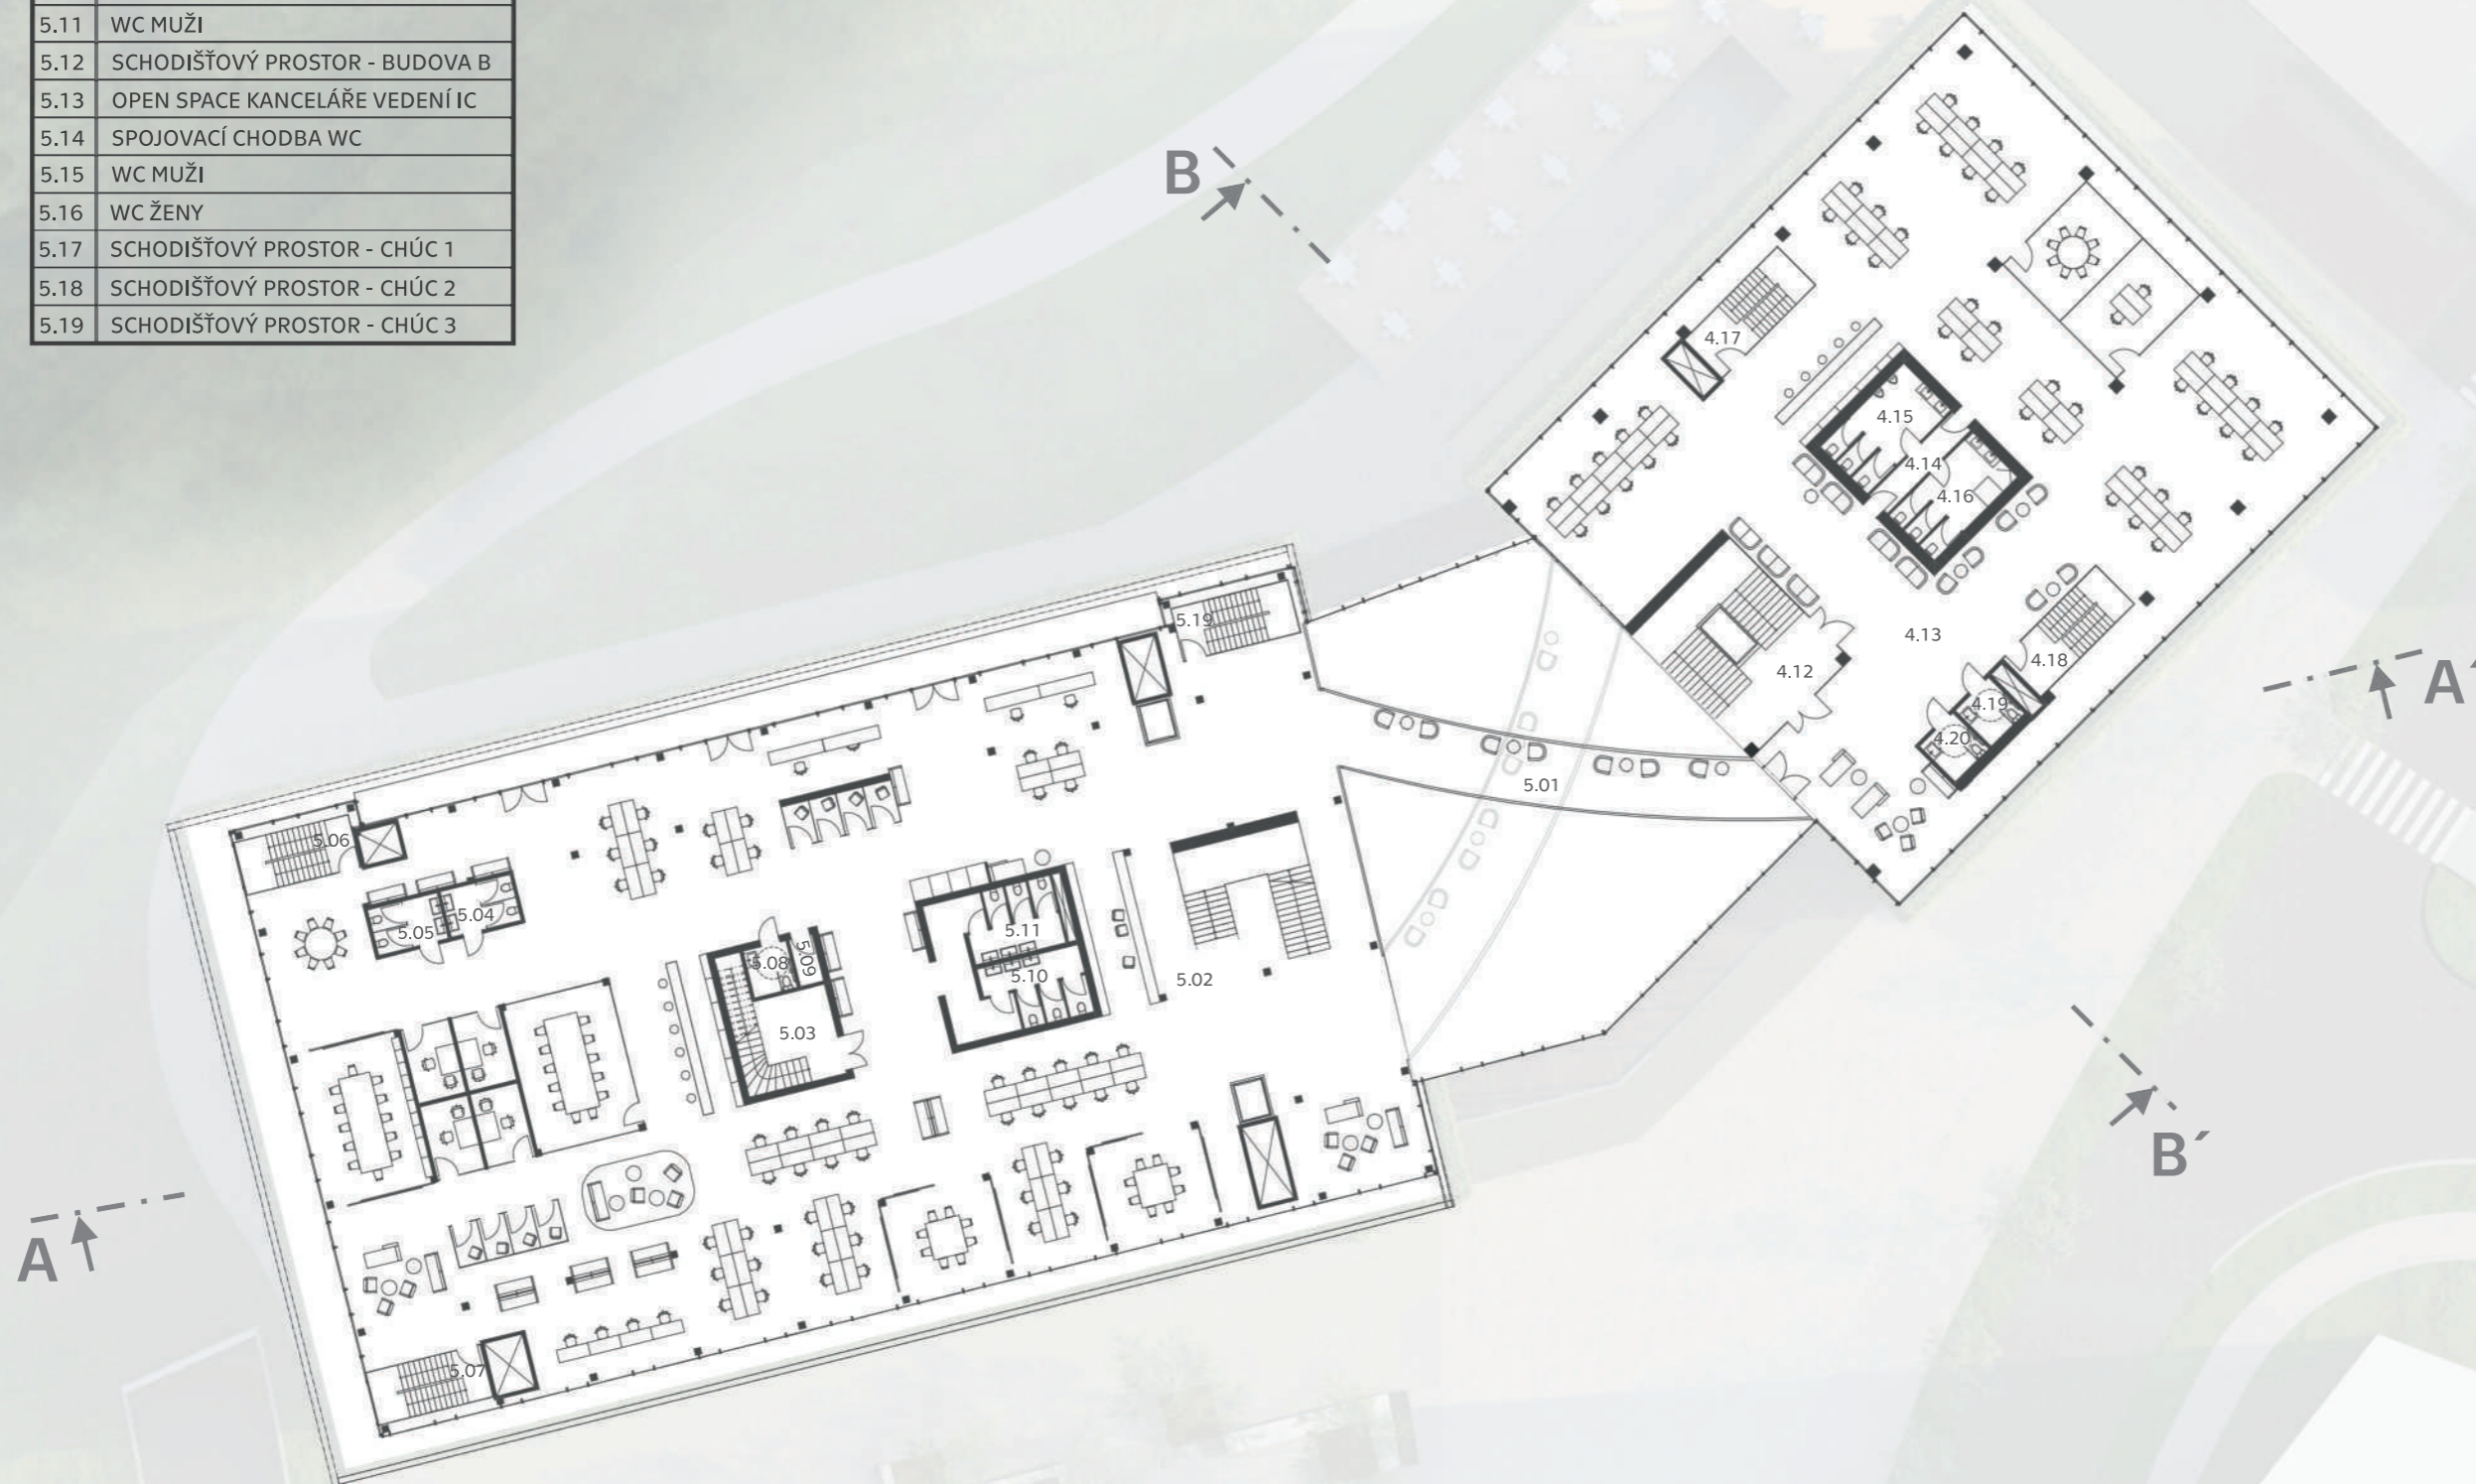 5.11 WC MUŽI
5.12 SCHODIŠŤOVÝ PROSTOR - BUDOVA B
5.13 OPEN SPACE KANCELÁŘE VEDENÍ IC
5.14 SPOJOVACÍ CHODBA WC
5.15 WC MUŽI
5.16 WC ŽENY
5.17 SCHODIŠŤOVÝ PROSTOR - CHÚC 1
5.18 SCHODIŠŤOVÝ PROSTOR - CHÚC 2
5.19 SCHODIŠŤOVÝ PROSTOR - CHÚC 3
B
4.17
4.15
4.14
4.16
5.19
4.13
4.12
4.18
A´
4.19
4.20
5.01
5.06
5.04
5.05
5.11
5.08
5.09
5.10
5.02
5.03
B´
A
5.07